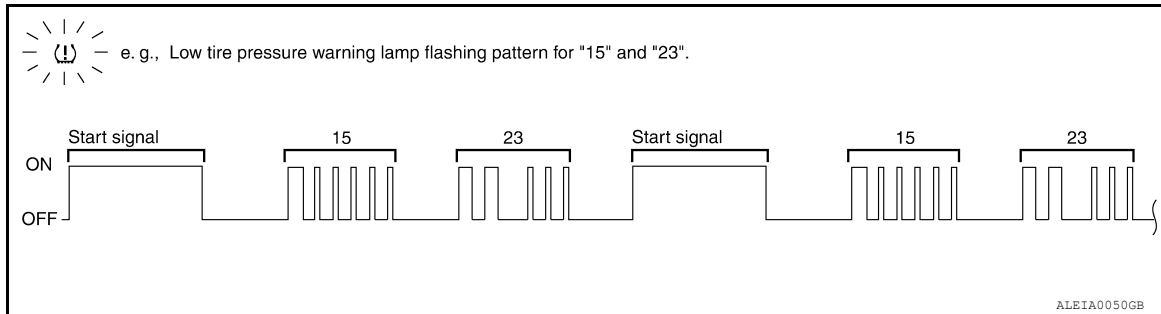 e. g., Low tire pressure warning lamp flashing pattern for "15" and "23".
Start signal 15 23 Start signal 15 23
ON
OFF
ALEIA0050GB